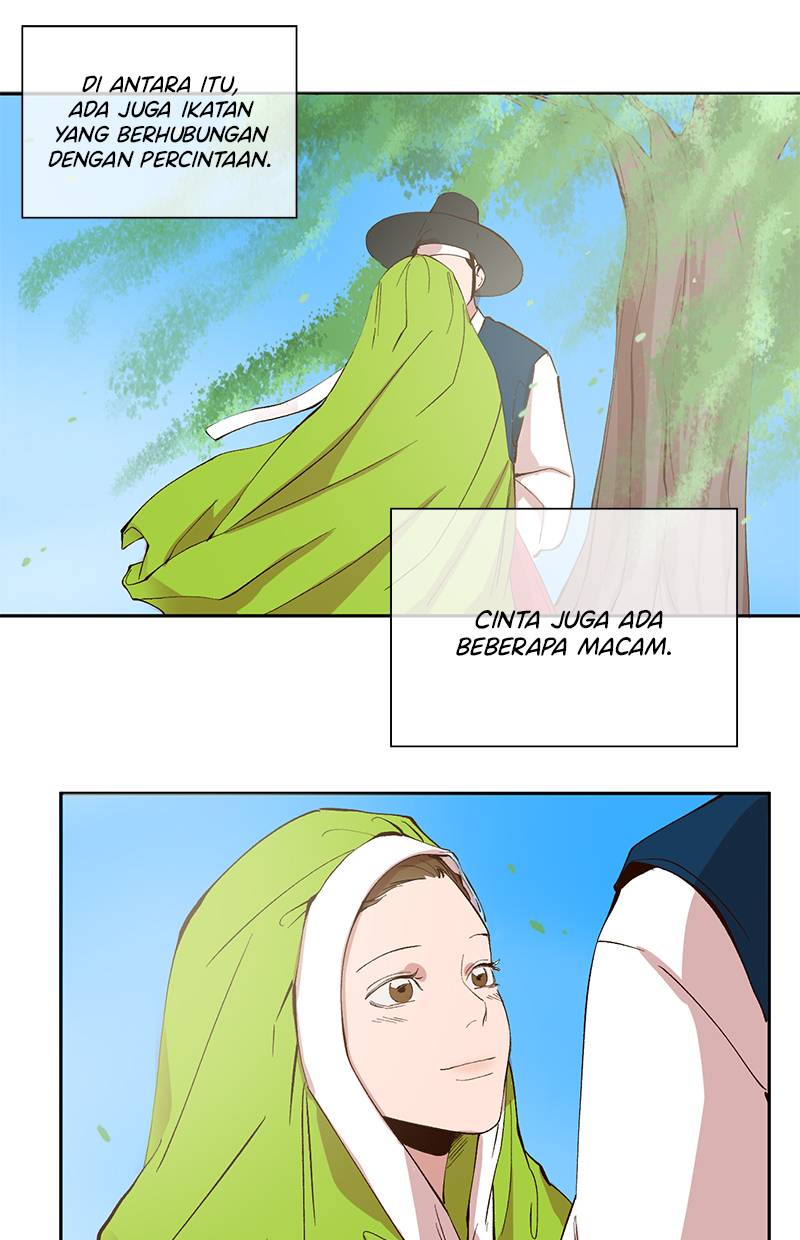 DI ANTARA ITU,
ADA JUGA IKATAN
YANG BERHUBUNGAN
DENGAN PERCINTAAN.
CINTA JUGA ADA
BEBERAPA MACAM.